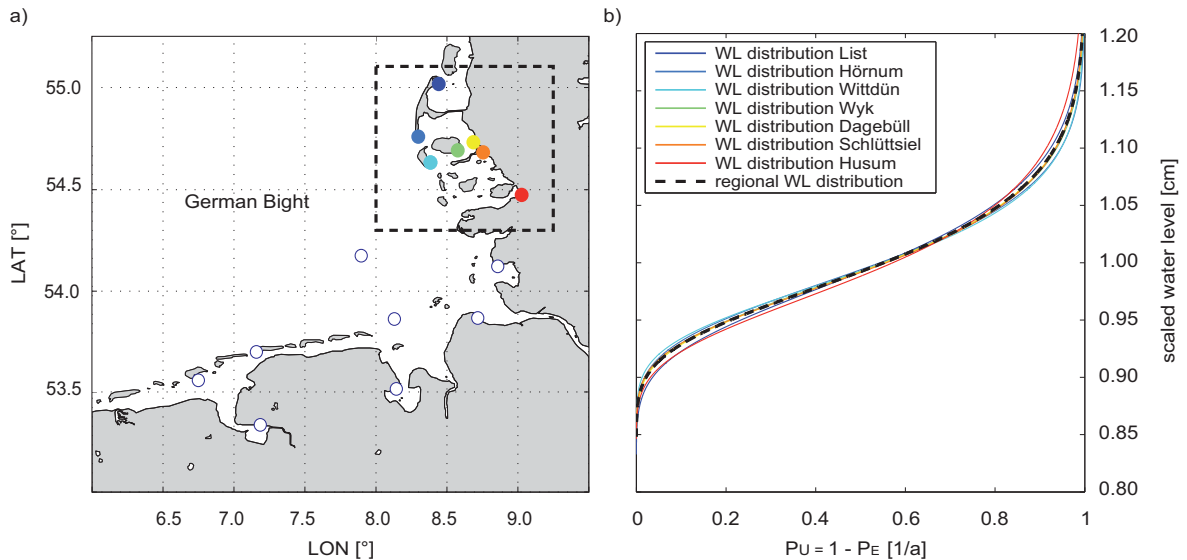 a)
55.0
54.5
54.0
53.5
LAT [°]
German Bight
6.5 7.0 7.5 8.0 8.5 9.0
LON [°]
b)
WL distribution List
WL distribution Hörnum
WL distribution Wittdün
WL distribution Wyk
WL distribution Dagebüll
WL distribution Schlüttsiel
WL distribution Husum
regional WL distribution
1.20
1.15
1.10
1.05
1.00
0.95
0.90
0.85
0.80
scaled water level [cm]
0 0.2 0.4 0.6 0.8 1
PU = 1 - PE [1/a]